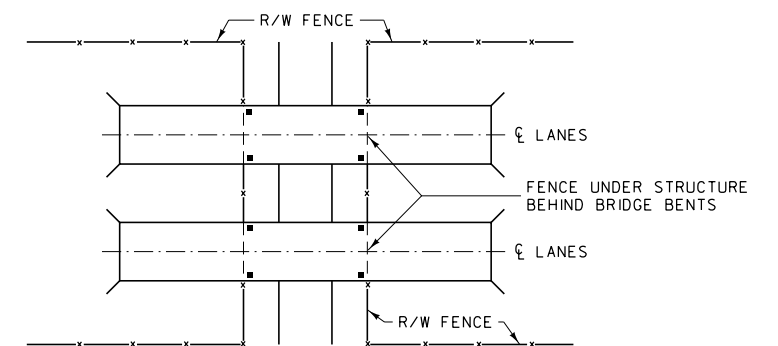 R/W FENCE
℄ LANES
FENCE UNDER STRUCTURE
BEHIND BRIDGE BENTS
℄ LANES
R/W FENCE